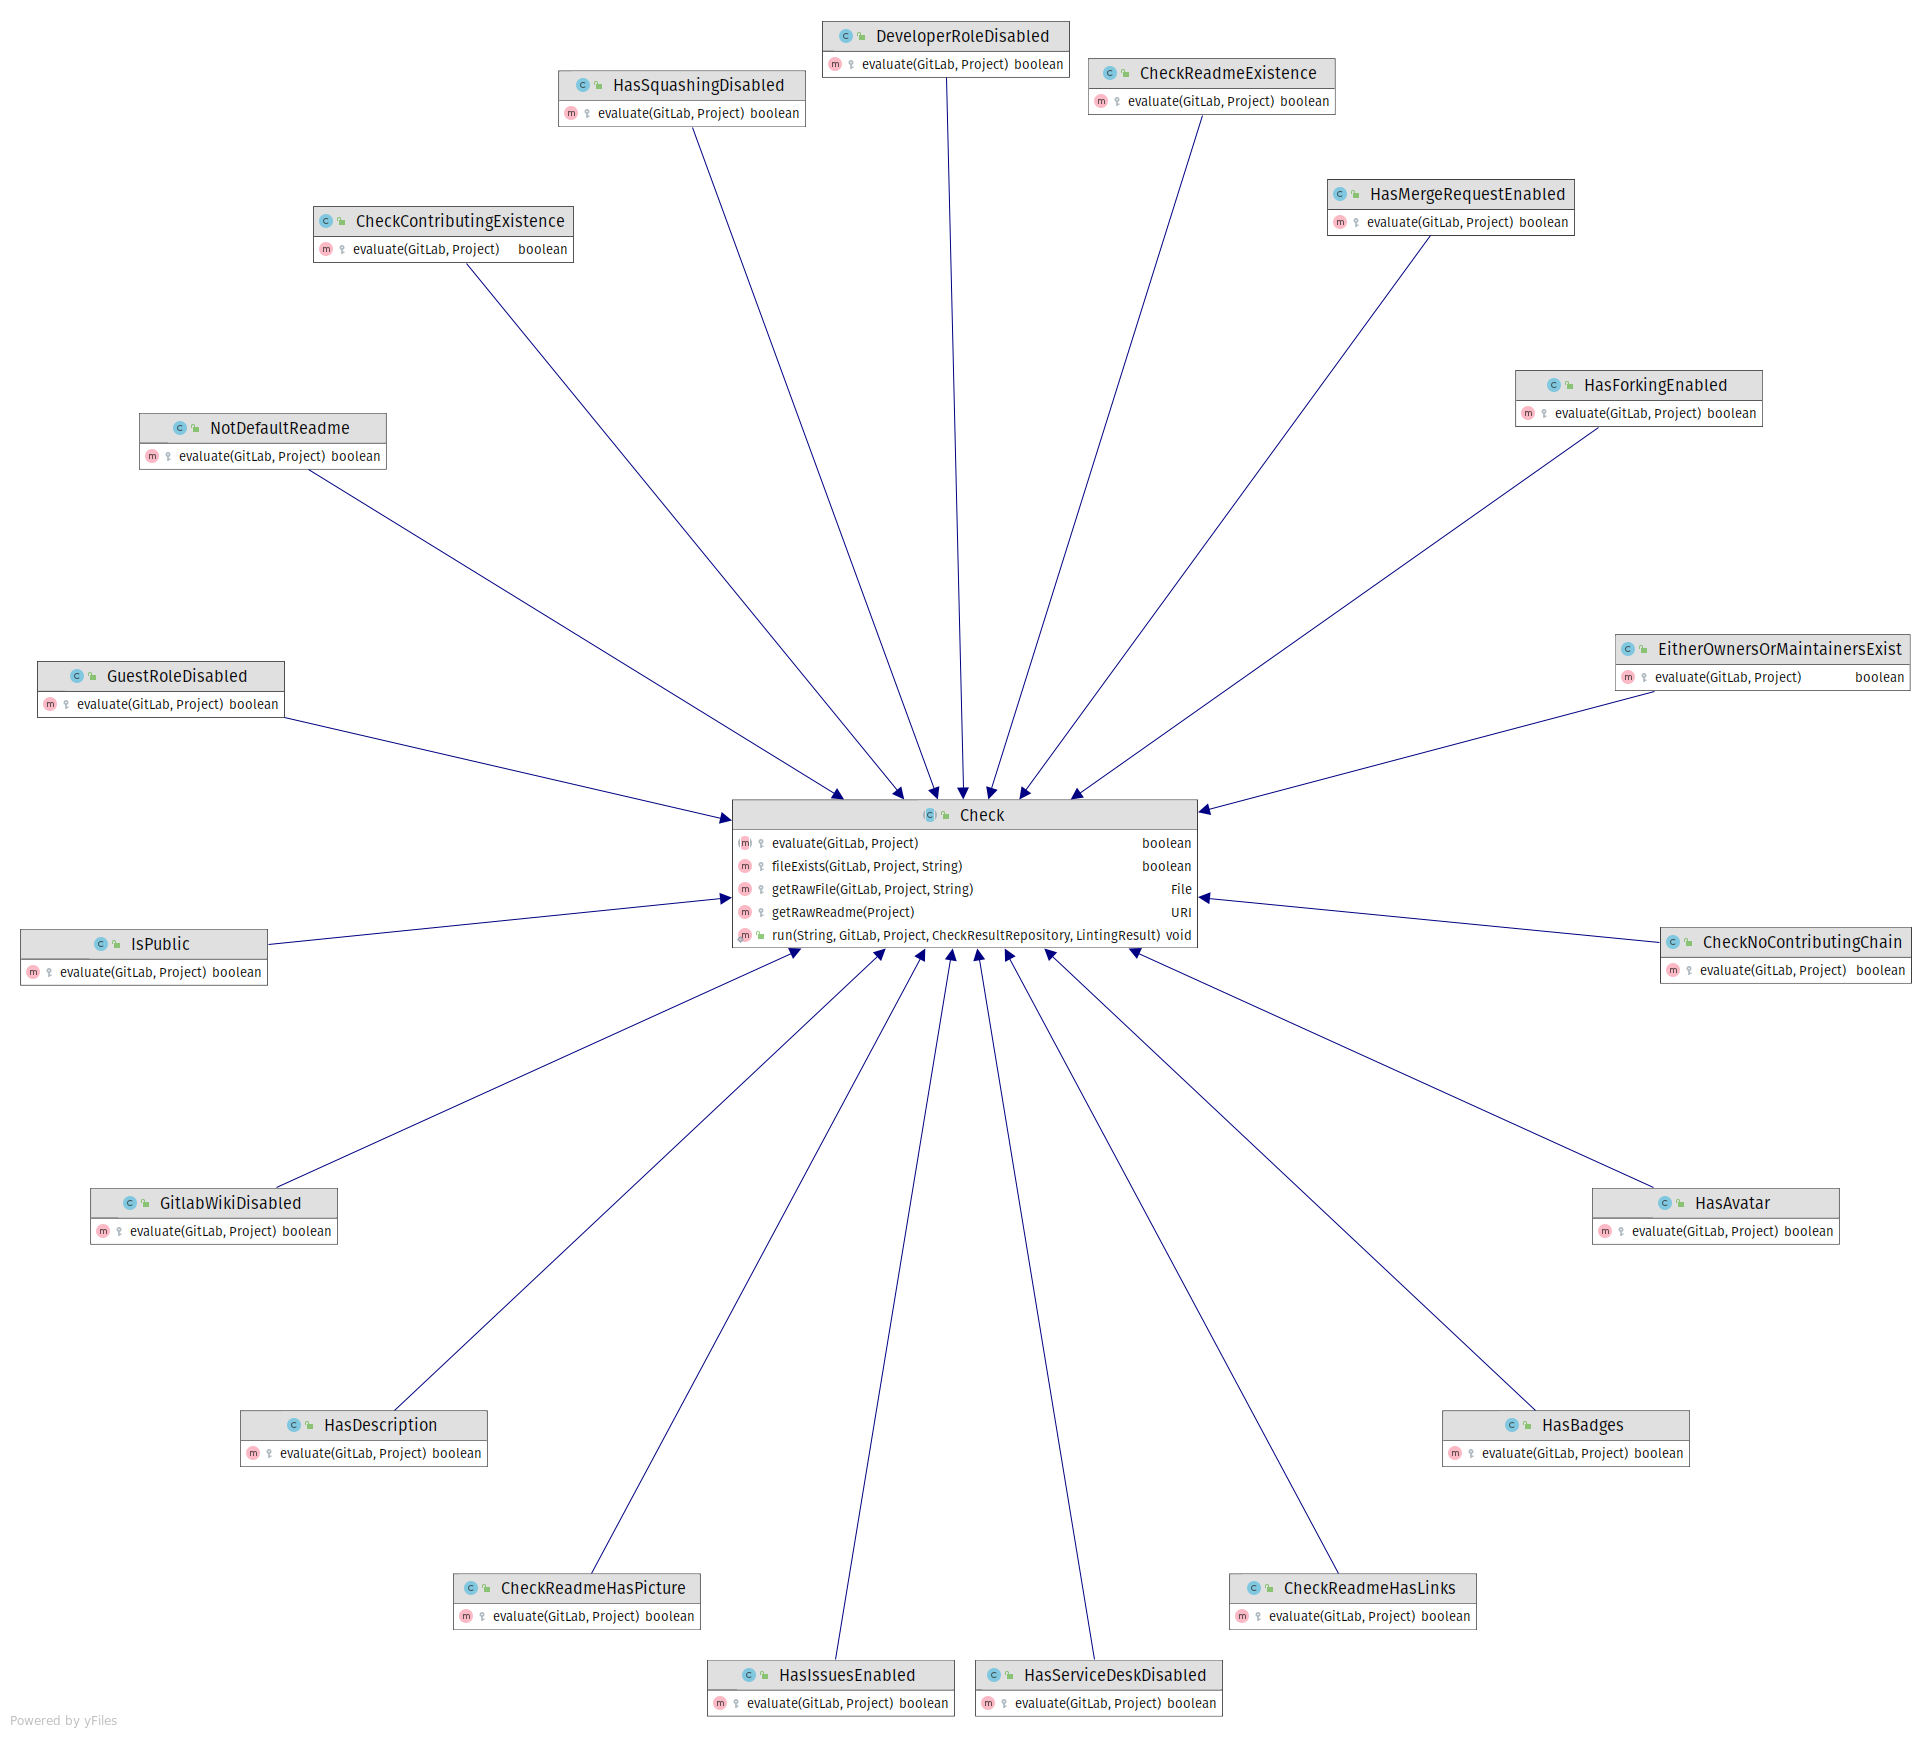 DeveloperRoleDisabled
evaluate(GitLab, Project) boolean
CheckReadmeExistence
evaluate(GitLab, Project) boolean
HasSquashingDisabled
evaluate(GitLab, Project) boolean
HasMergeRequestEnabled
evaluate(GitLab, Project) boolean
CheckContributingExistence
evaluate(GitLab, Project) boolean
HasForkingEnabled
evaluate(GitLab, Project) boolean
NotDefaultReadme
evaluate(GitLab, Project) boolean
EitherOwnersOrMaintainersExist
evaluate(GitLab, Project) boolean
GuestRoleDisabled
evaluate(GitLab, Project) boolean
Check
evaluate(GitLab, Project) boolean
fileExists(GitLab, Project, String) boolean
getRawFile(GitLab, Project, String) File
getRawReadme(Project) URI
run(String, GitLab, Project, CheckResultRepository, LintingResult) void
IsPublic
evaluate(GitLab, Project) boolean
CheckNoContributingChain
evaluate(GitLab, Project) boolean
GitlabWikiDisabled
evaluate(GitLab, Project) boolean
HasAvatar
evaluate(GitLab, Project) boolean
HasDescription
evaluate(GitLab, Project) boolean
HasBadges
evaluate(GitLab, Project) boolean
CheckReadmeHasPicture
evaluate(GitLab, Project) boolean
CheckReadmeHasLinks
evaluate(GitLab, Project) boolean
HasIssuesEnabled
evaluate(GitLab, Project) boolean
HasServiceDeskDisabled
evaluate(GitLab, Project) boolean
Powered by yFiles